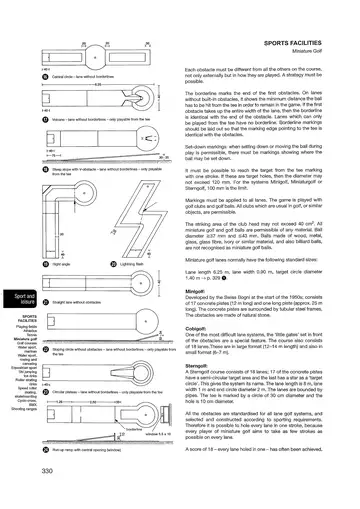 SPORTS FACILITIES
Miniature Golf
Each obstacle must be different from all the others on the course,
not only externally but in how they are played. A strategy must be
possible.
The borderline marks the end of the first obstacles. On lanes
without built-in obstacles, it shows the minimum distance the ball
has to be hit from the tee in order to remain in the game. If the first
obstacle takes up the entire width of the lane, then the borderline
is identical with the end of the obstacle. Lanes which can only
be played from the tee have no borderline. Borderline markings
should be laid out so that the marking edge pointing to the tee is
identical with the obstacles.
Set-down markings: when setting down or moving the ball during
play is permissible, there must be markings showing where the
ball may be set down.
It must be possible to reach the target from the tee marking
with one stroke. If these are target holes, then the diameter may
not exceed 120 mm. For the systems Minigolf, Miniaturgolf or
Sterngolf, 100 mm is the limit.
Markings must be applied to all lanes. The game is played with
golf clubs and golf balls. All clubs which are usual in golf, or similar
objects, are permissible.
The striking area of the club head may not exceed 40 cm². All
miniature golf and golf balls are permissible of any material. Ball
diameter ≥37 mm and ≤43 mm. Balls made of wood, metal,
glass, glass fibre, ivory or similar material, and also billiard balls,
are not recognised as miniature golf balls.
Miniature golf lanes normally have the following standard sizes:
Lane length 6.25 m, lane width 0.90 m, target circle diameter
1.40 m → p. 329
Minigolf:
Developed by the Swiss Bogni at the start of the 1950s; consists
of 17 concrete plates (12 m long) and one long plate (approx. 25 m
long). The concrete plates are surrounded by tubular steel frames.
The obstacles are made of natural stone.
Cobigolf:
One of the most difficult lane systems, the 'little gates' set in front
of the obstacles are a special feature. The course also consists
of 18 lanes. These are in large format (12–14 m length) and also in
small format (6–7 m).
Sterngolf:
A Sterngolf course consists of 18 lanes; 17 of the concrete plates
have a semi-circular target area and the last has a star as a 'target
circle'. This gives the system its name. The lane length is 8 m, lane
width 1 m and end circle diameter 2 m. The lanes are bounded by
pipes. The tee is marked by a circle of 30 cm diameter and the
hole is 10 cm diameter.
All the obstacles are standardised for all lane golf systems, and
selected and constructed according to sporting requirements.
Therefore it is possible to hole every lane in one stroke, because
every player of miniature golf aims to take as few strokes as
possible on every lane.
A score of 18 – every lane holed in one – has often been achieved.
16 Central circle – lane without borderlines
6.25
17 Volcano – lane without borderlines – only playable from the tee
18 Steep slope with V-obstacle – lane without borderlines – only playable
from the tee
19 Right angle
20 Lightning flash
21 Straight lane without obstacles
22 Staying circle without borderlines – lane without borderlines – only playable from
the tee
23 Circular plateau – lane without borderlines – only playable from the tee
borderline
window 5.8 x 16
24 Run-up ramp with central opening (window)
Sport and
leisure
SPORTS
FACILITIES
Playing fields
Athletics
Tennis
Miniature golf
Golf courses
Water sport,
marinas
Water sport,
rowing and
canoeing
Equestrian sport
Ski jumping
Ice rinks
Roller skating
rinks
Speed roller
skating,
skateboarding
Cycle-cross,
BMX
Shooting ranges
330